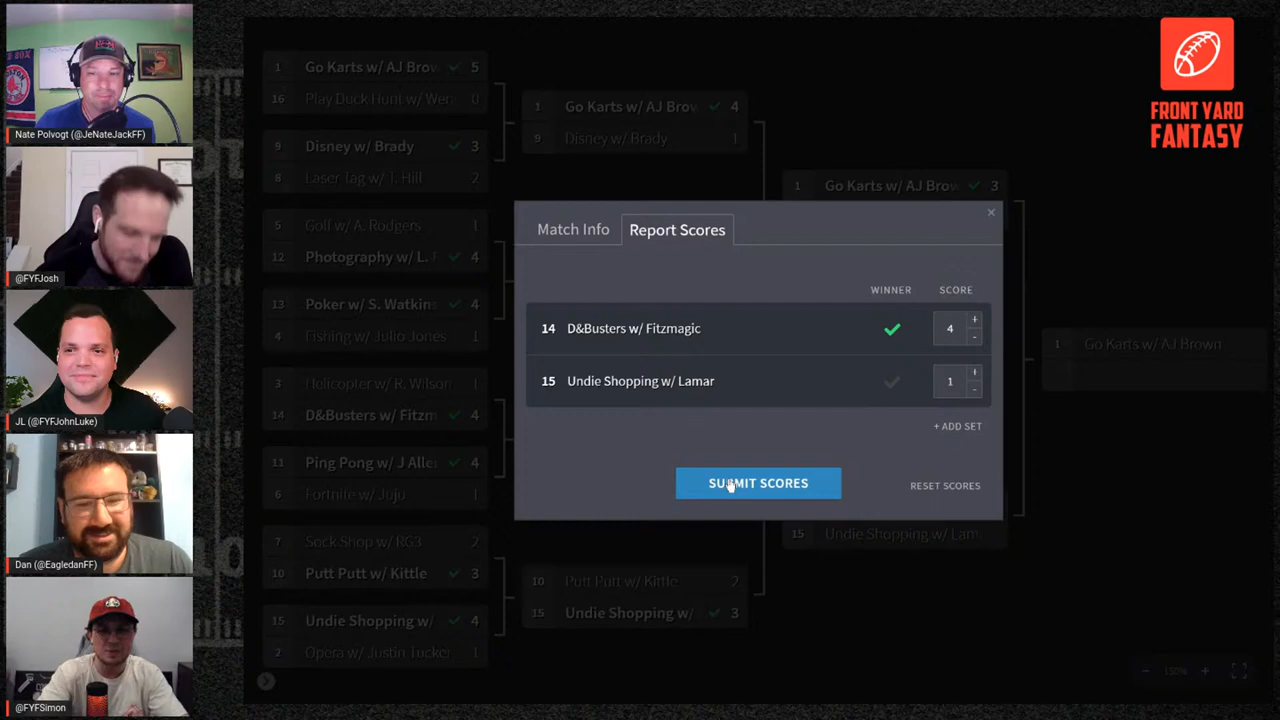 Nate Polvogt (@JeNateJackFF)
@FYFJosh
JL (@FYFJohnLuke)
Dan (@EagledanFF)
@FYFSimon
FRONT YARD
FANTASY
1 Go Karts w/ AJ Brow 5
16 Play Duck Hunt w/ Wen 0
9 Disney w/ Brady 3
8 Laser Tag w/ T. Hill 2
5 Golf w/ A. Rodgers 1
12 Photography w/ L. F 4
13 Poker w/ S. Watkins 4
4 Fishing w/ Julio Jones 1
3 Helicopter w/ R. Wilson 1
14 D&Busters w/ Fitzm 4
11 Ping Pong w/ J Alle 4
6 Fortnite w/ Juju 1
7 Sock Shop w/ RG3 2
10 Putt Putt w/ Kittle 3
15 Undie Shopping w/ 4
2 Opera w/ Justin Tucker 1
1 Go Karts w/ AJ Brow 4
9 Disney w/ Brady 1
10 Putt Putt w/ Kittle 2
15 Undie Shopping w/ 3
1 Go Karts w/ AJ Brow 3
15 Undie Shopping w/ Lam
1 Go Karts w/ AJ Brown
Match Info Report Scores
WINNER SCORE
14 D&Busters w/ Fitzmagic 4 + -
15 Undie Shopping w/ Lamar 1 + -
+ ADD SET
SUBMIT SCORES
RESET SCORES
- 150% +